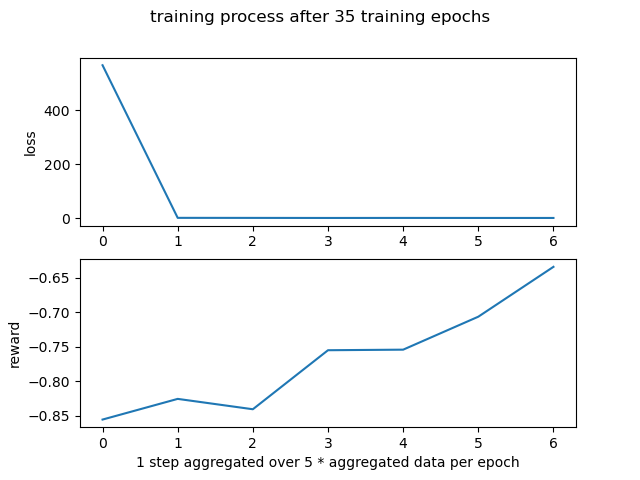 training process after 35 training epochs
400
200
0
loss
0 1 2 3 4 5 6
−0.65
−0.70
−0.75
−0.80
−0.85
reward
0 1 2 3 4 5 6
1 step aggregated over 5 * aggregated data per epoch